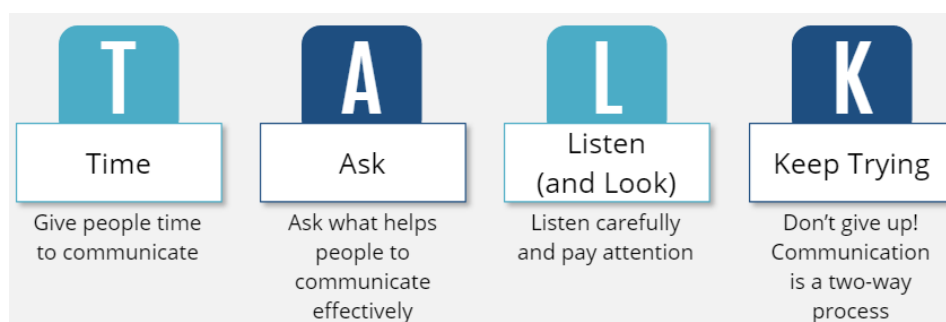 T
Time
Give people time
to communicate
A
Ask
Ask what helps
people to
communicate
effectively
L
Listen
(and Look)
Listen carefully
and pay attention
K
Keep Trying
Don’t give up!
Communication
is a two-way
process